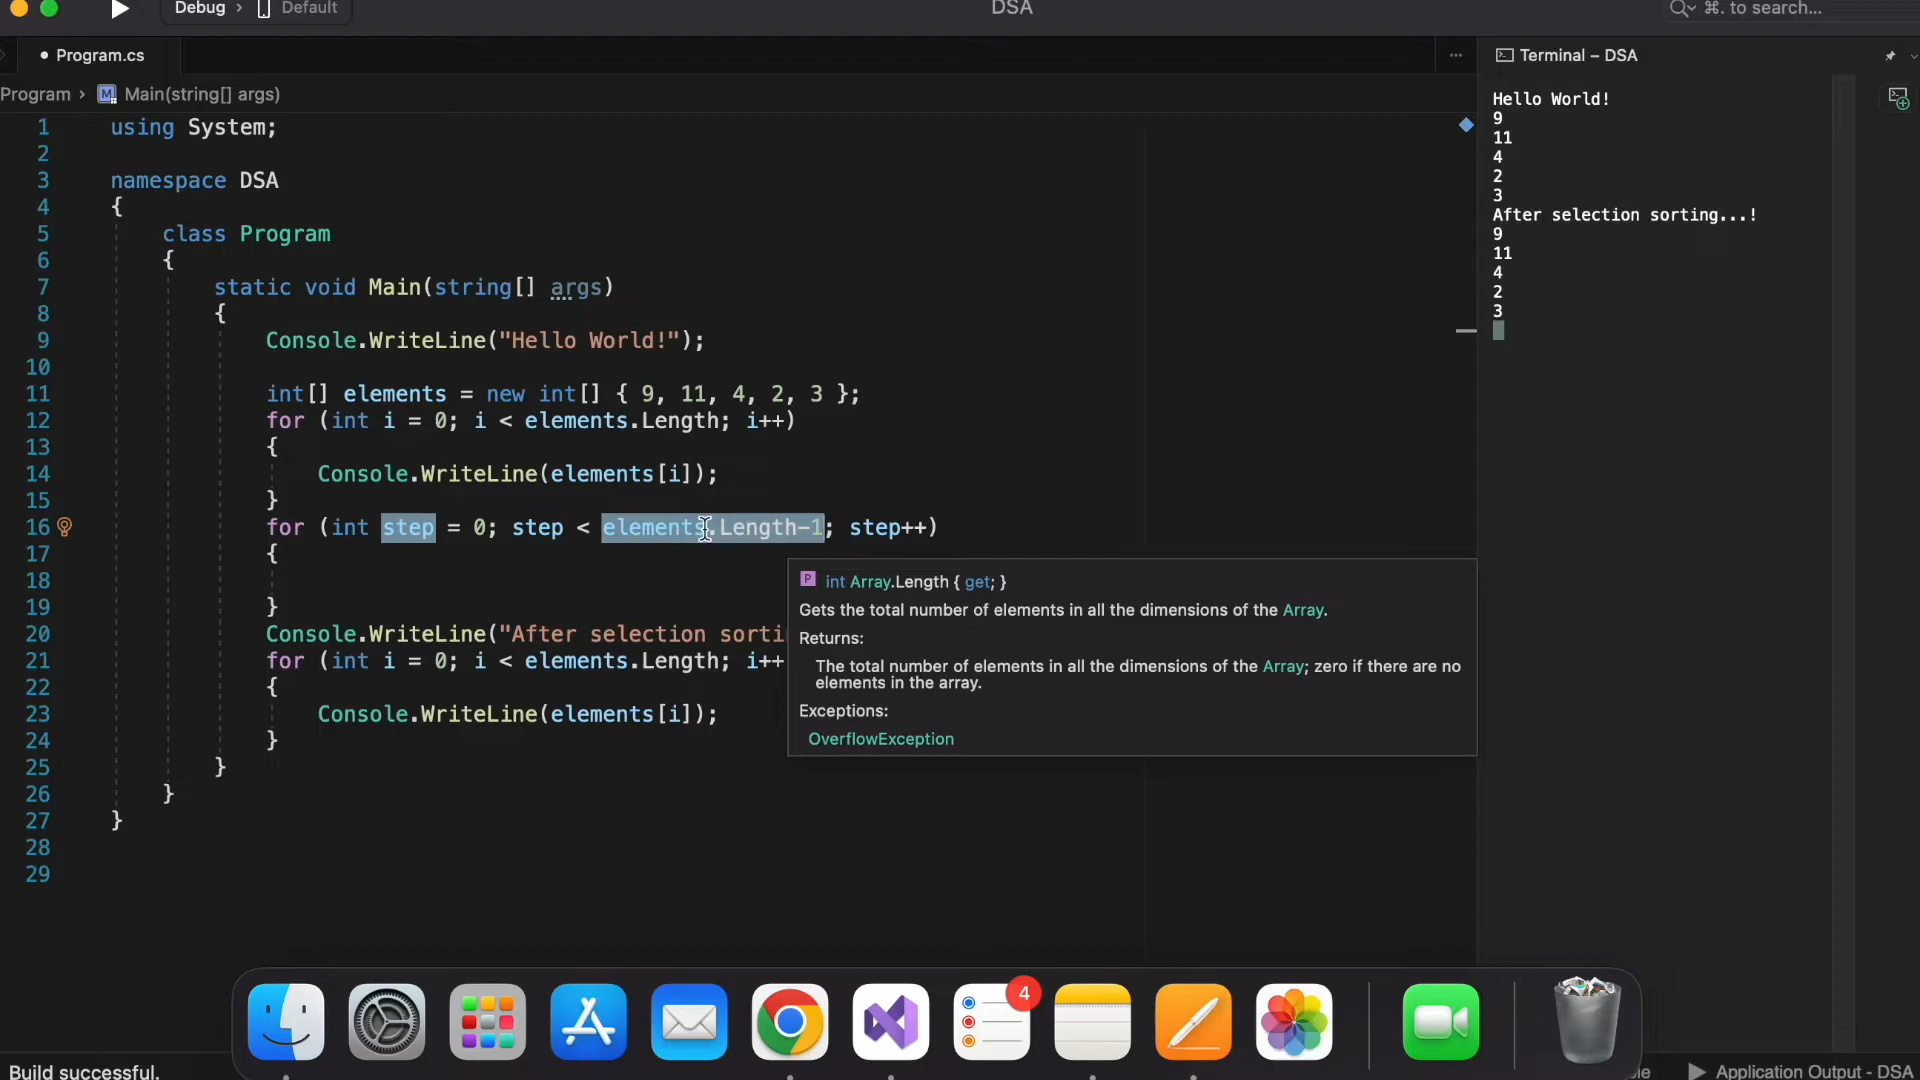 Debug › Default
DSA
⌘. to search...
Program.cs
Terminal – DSA
Program › Main(string[] args)
1 using System;
2
3 namespace DSA
4 {
5 class Program
6 {
7 static void Main(string[] args)
8 {
9 Console.WriteLine("Hello World!");
10
11 int[] elements = new int[] { 9, 11, 4, 2, 3 };
12 for (int i = 0; i < elements.Length; i++)
13 {
14 Console.WriteLine(elements[i]);
15 }
16 for (int step = 0; step < elements.Length-1; step++)
17 {
18
19 }
20 Console.WriteLine("After selection sorti
21 for (int i = 0; i < elements.Length; i++
22 {
23 Console.WriteLine(elements[i]);
24 }
25 }
26 }
27 }
28
29
int Array.Length { get; }
Gets the total number of elements in all the dimensions of the Array.
Returns:
The total number of elements in all the dimensions of the Array; zero if there are no
elements in the array.
Exceptions:
OverflowException
Hello World!
9
11
4
2
3
After selection sorting...!
9
11
4
2
3
4
Build successful.
Application Output - DSA